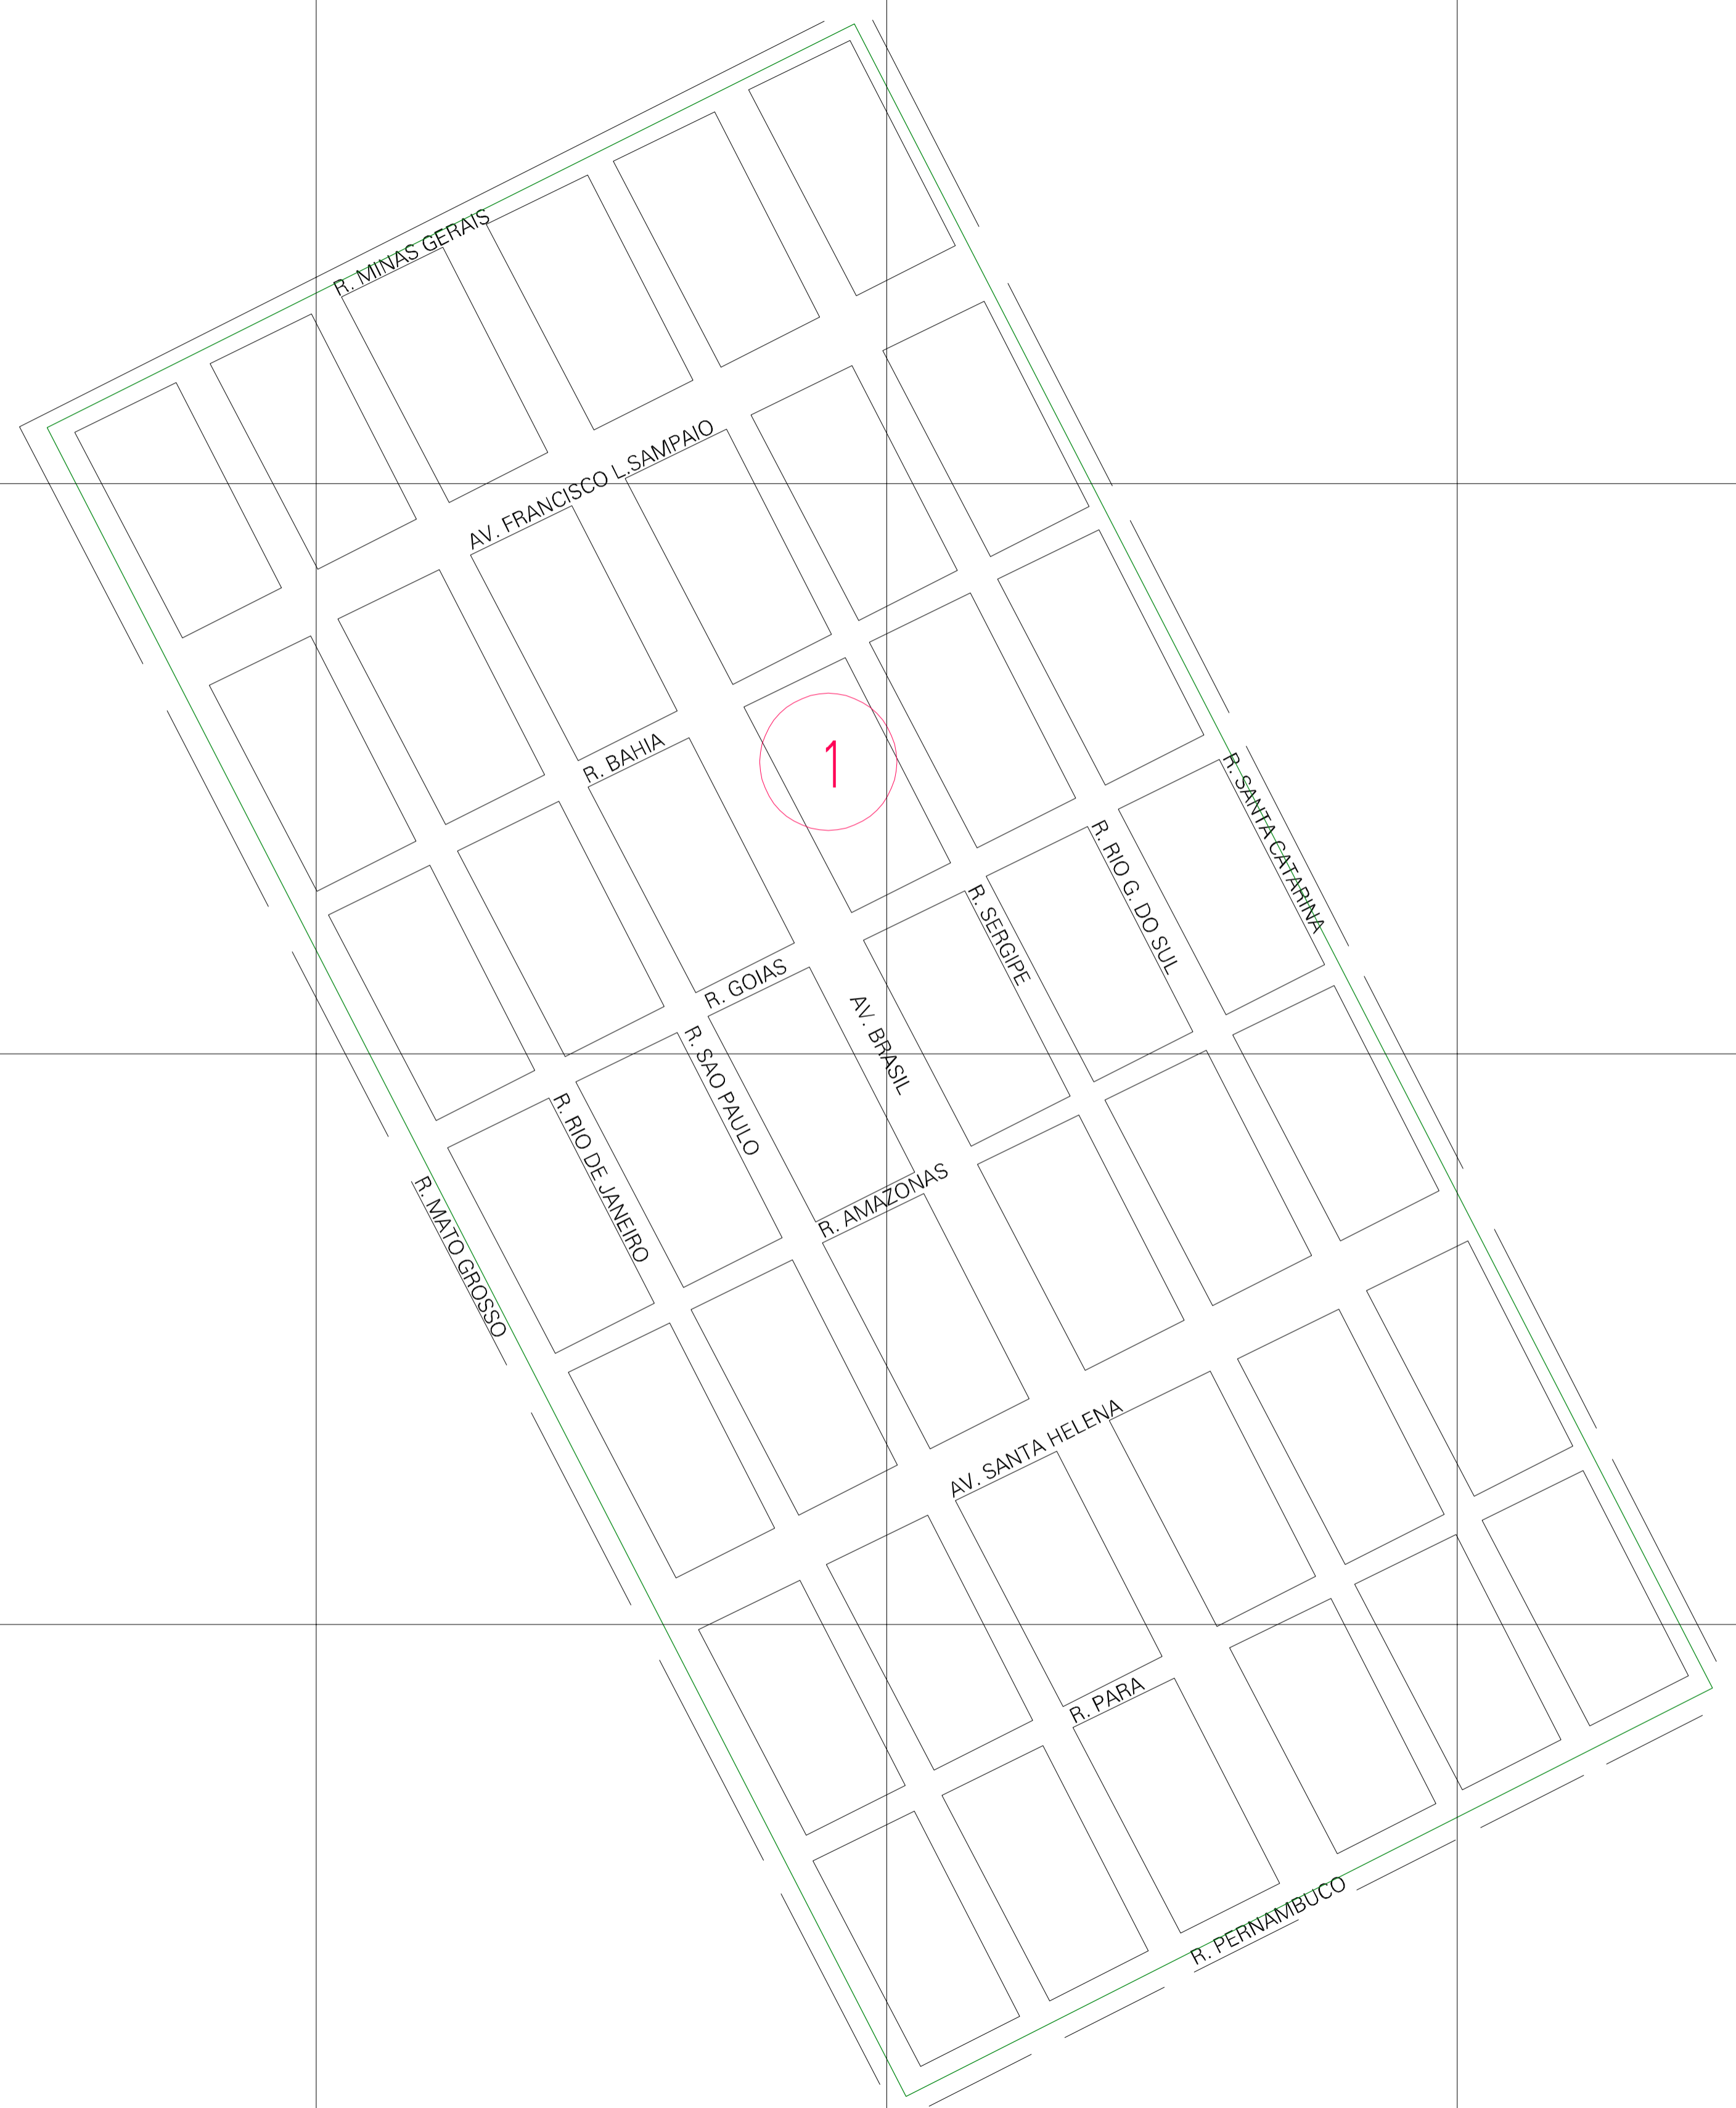 R. MINAS GERAIS
AV. FRANCISCO L.SAMPAIO
R. BAHIA
1
R. SANTA CATARINA
R. RIO G. DO SUL
R. SERGIPE
R. GOIAS
AV. BRASIL
R. SAO PAULO
R. RIO DE JANEIRO
R. AMAZONAS
R. MATO GROSSO
AV. SANTA HELENA
R. PARA
R. PERNAMBUCO